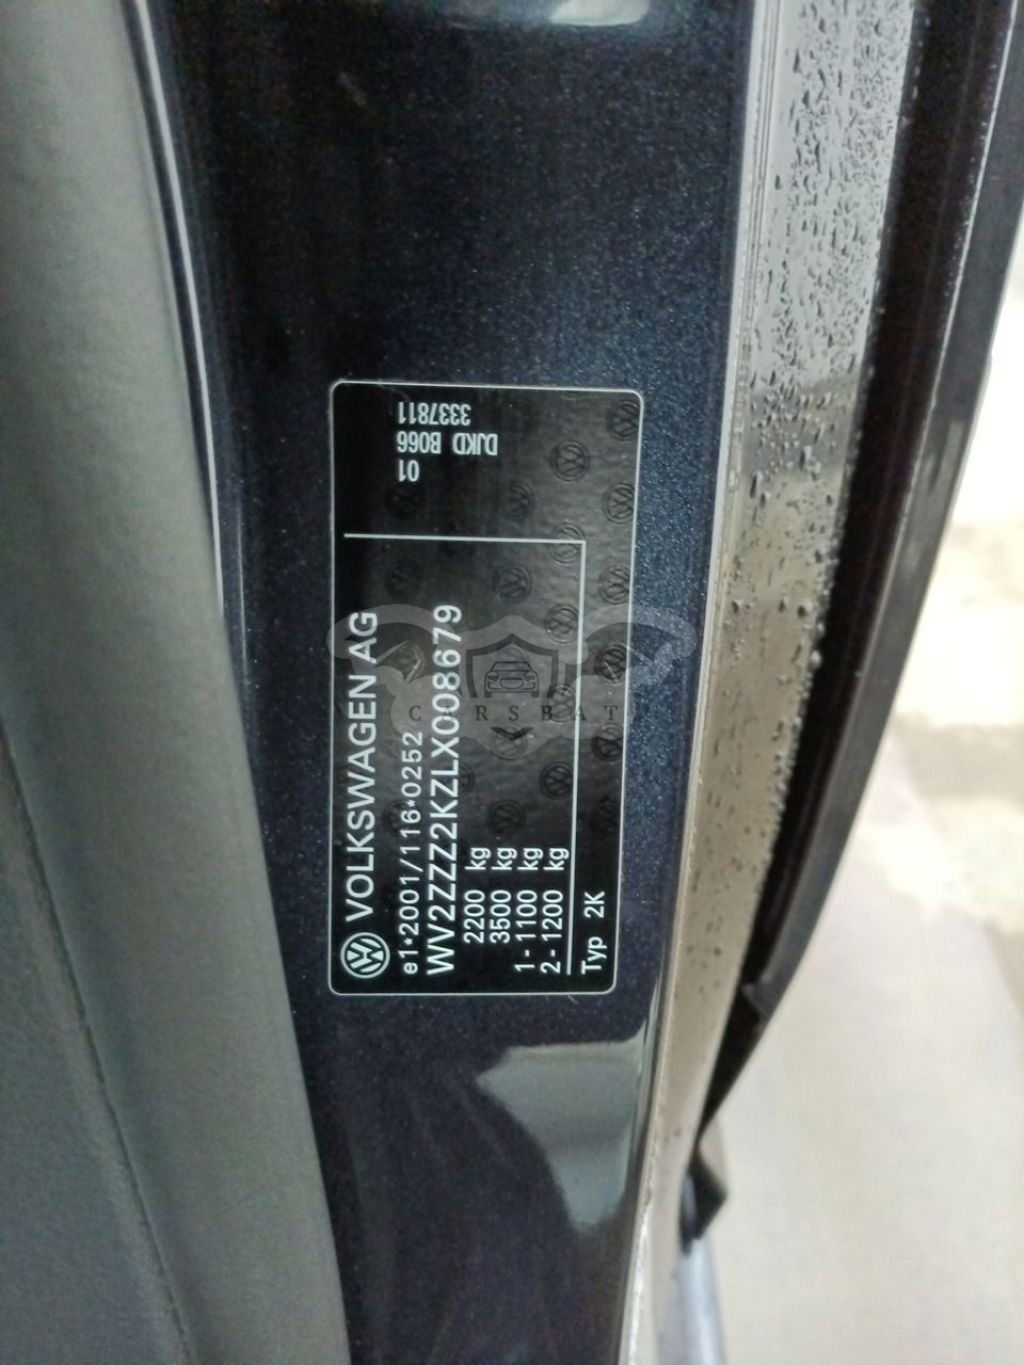 VOLKSWAGEN AG
e1*2001/116*0252
WV2ZZZ2KZLX008679
2200 kg
3500 kg
1- 1100 kg
2- 1200 kg
Typ 2K
3337811
DJKD B066
01
CARSBAT